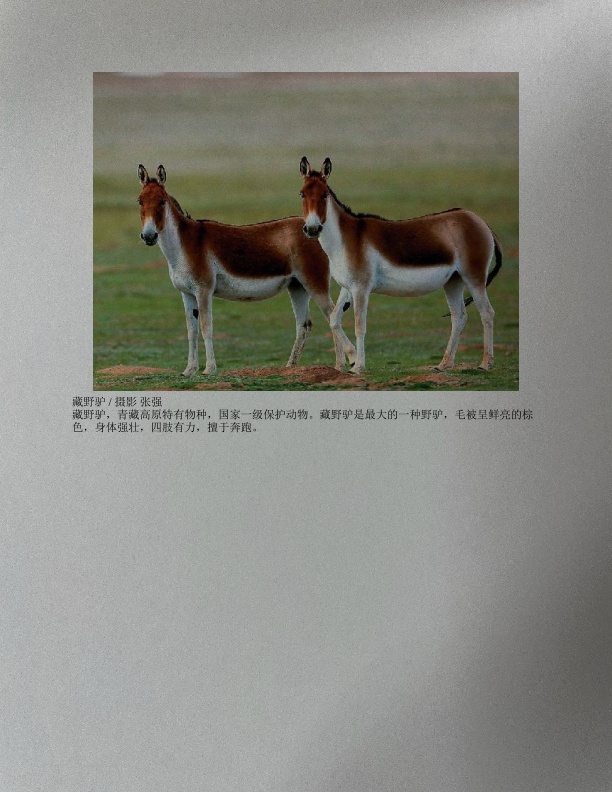 藏野驴 / 摄影 张强
藏野驴，青藏高原特有物种，国家一级保护动物。藏野驴是最大的一种野驴，毛被呈鲜亮的棕
色，身体强壮，四肢有力，擅于奔跑。